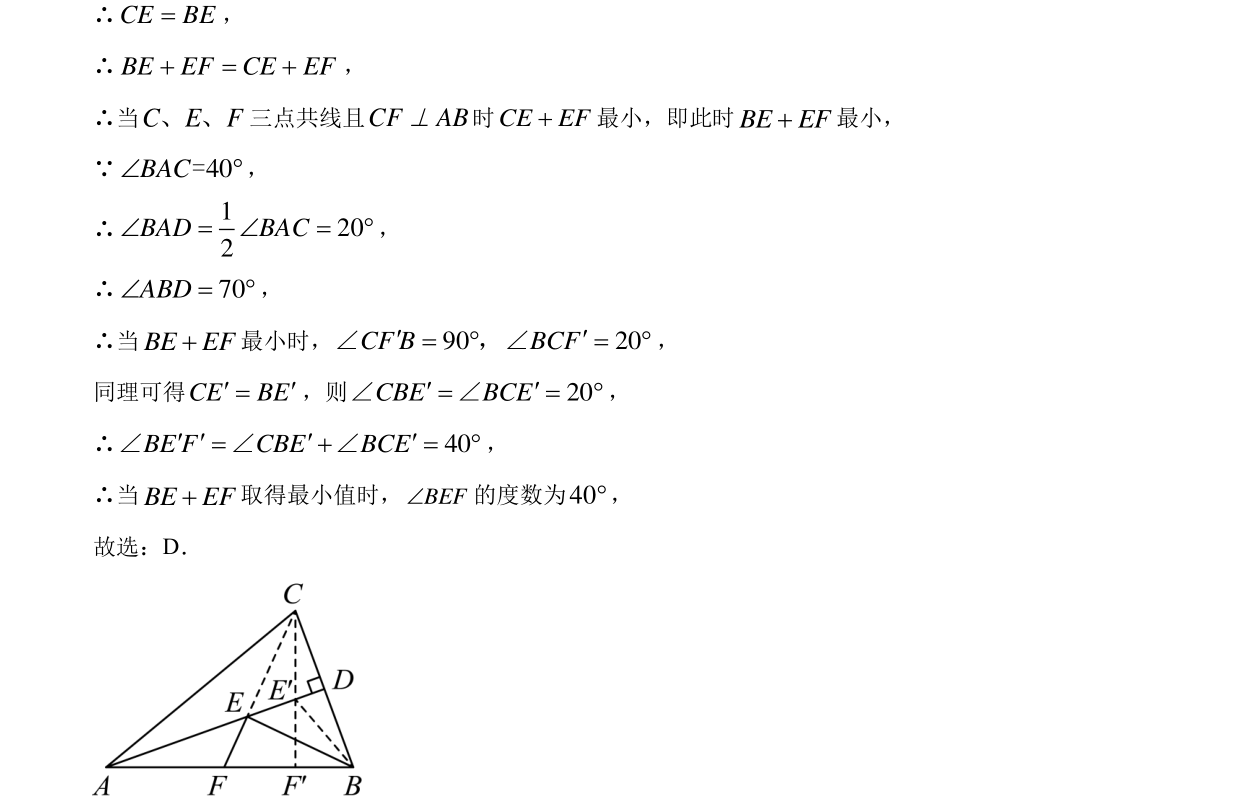 ∴CE = BE，
∴BE + EF = CE + EF，
∴当C、E、F三点共线且CF ⊥ AB时CE + EF最小，即此时BE + EF最小，
∵∠BAC=40°，
∴∠BAD = 1/2∠BAC = 20°，
∴∠ABD = 70°，
∴当BE + EF最小时，∠CF′B = 90°，∠BCF′ = 20°，
同理可得CE′ = BE′，则∠CBE′ = ∠BCE′ = 20°，
∴∠BE′F′ = ∠CBE′ + ∠BCE′ = 40°，
∴当BE + EF取得最小值时，∠BEF的度数为40°，
故选：D．
C
D
E E′
A F F′ B